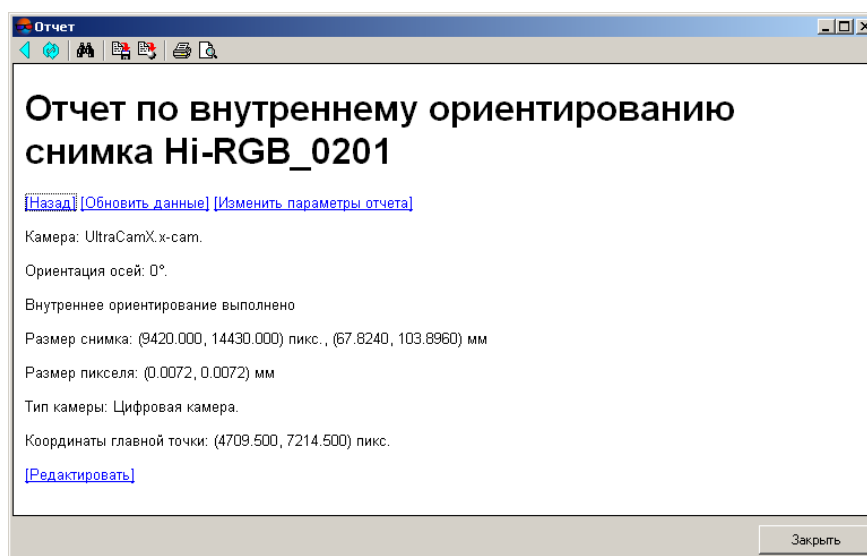 Отчет
Отчет по внутреннему ориентированию
снимка Hi-RGB_0201
[Назад] [Обновить данные] [Изменить параметры отчета]
Камера: UltraCamX.x-cam.
Ориентация осей: 0°.
Внутреннее ориентирование выполнено
Размер снимка: (9420.000, 14430.000) пикс., (67.8240, 103.8960) мм
Размер пикселя: (0.0072, 0.0072) мм
Тип камеры: Цифровая камера.
Координаты главной точки: (4709.500, 7214.500) пикс.
[Редактировать]
Закрыть